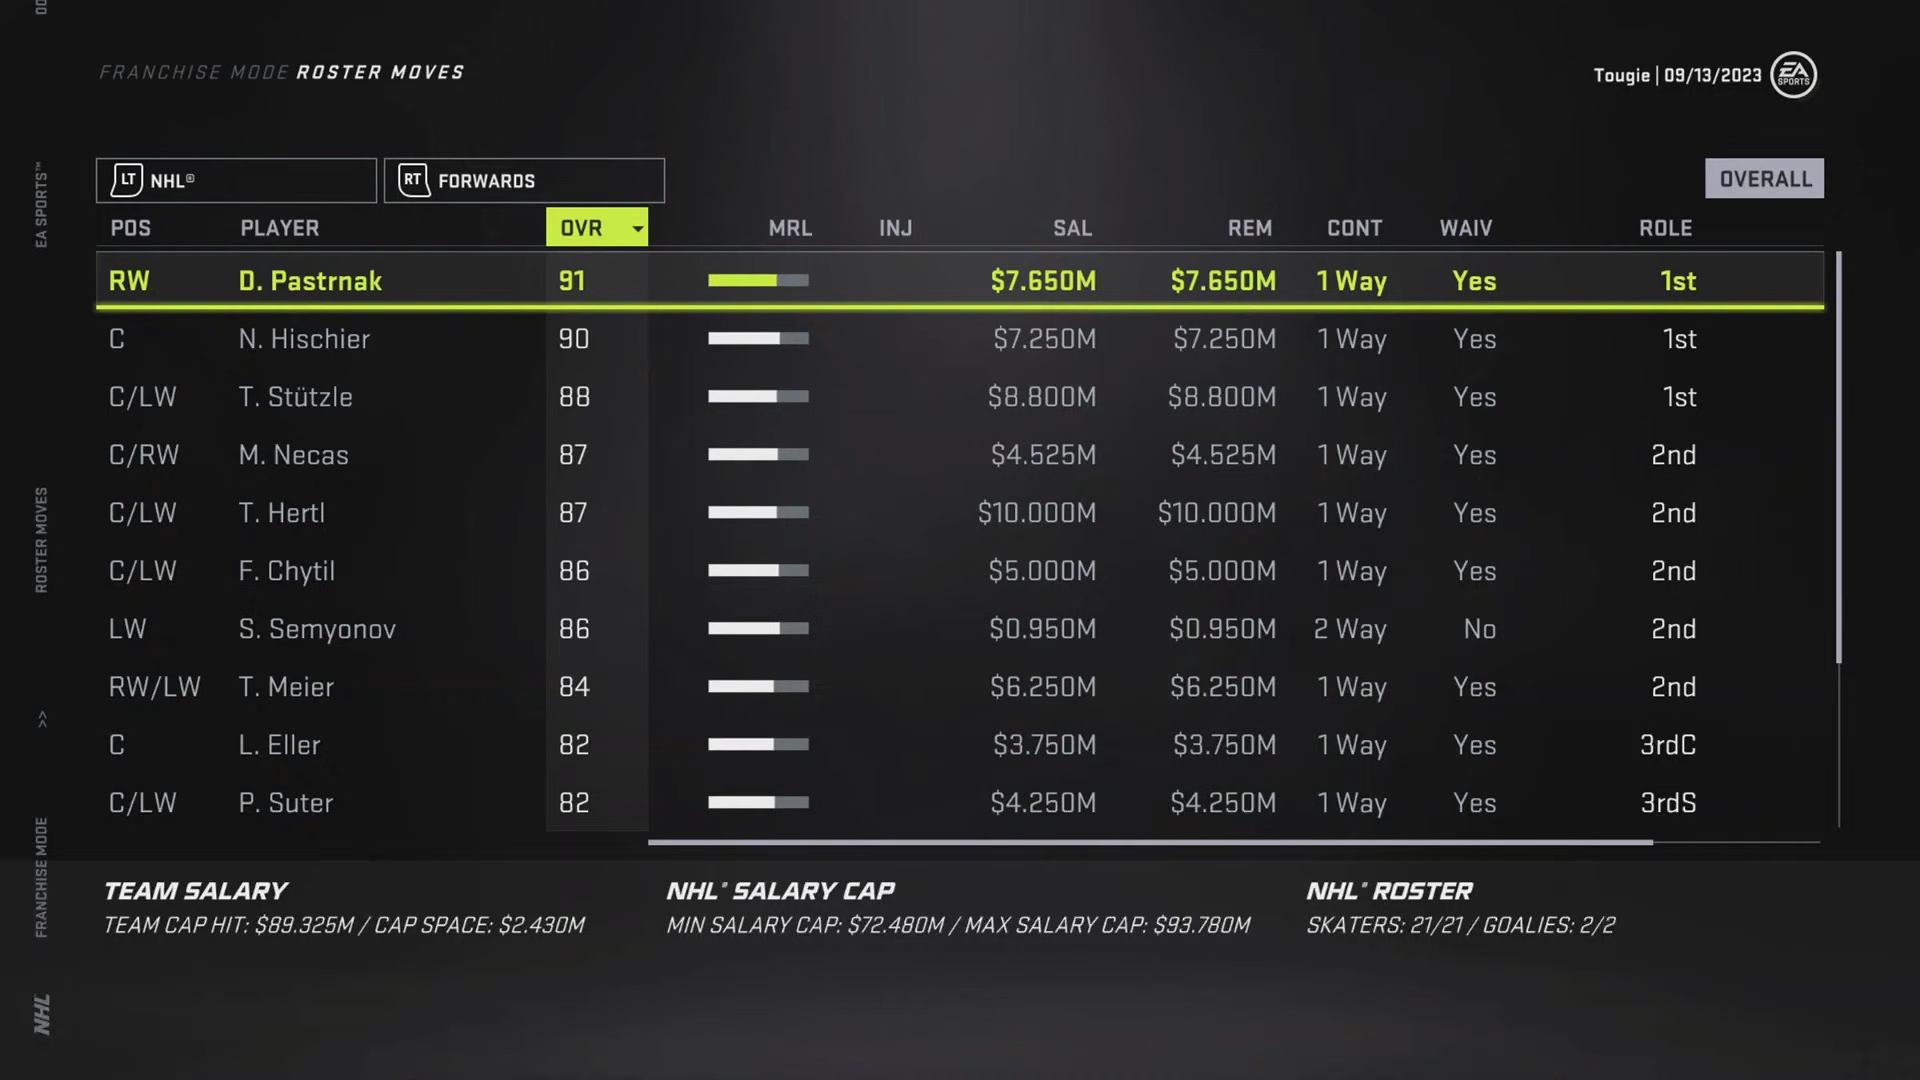 FRANCHISE MODE ROSTER MOVES
Tougie | 09/13/2023
EA SPORTS
LT NHL®
RT FORWARDS
OVERALL
POS PLAYER OVR MRL INJ SAL REM CONT WAIV ROLE
RW D. Pastrnak 91 $7.650M $7.650M 1 Way Yes 1st
C N. Hischier 90 $7.250M $7.250M 1 Way Yes 1st
C/LW T. Stützle 88 $8.800M $8.800M 1 Way Yes 1st
C/RW M. Necas 87 $4.525M $4.525M 1 Way Yes 2nd
C/LW T. Hertl 87 $10.000M $10.000M 1 Way Yes 2nd
C/LW F. Chytil 86 $5.000M $5.000M 1 Way Yes 2nd
LW S. Semyonov 86 $0.950M $0.950M 2 Way No 2nd
RW/LW T. Meier 84 $6.250M $6.250M 1 Way Yes 2nd
C L. Eller 82 $3.750M $3.750M 1 Way Yes 3rdC
C/LW P. Suter 82 $4.250M $4.250M 1 Way Yes 3rdS
TEAM SALARY
TEAM CAP HIT: $89.325M / CAP SPACE: $2.430M
NHL® SALARY CAP
MIN SALARY CAP: $72.480M / MAX SALARY CAP: $93.780M
NHL® ROSTER
SKATERS: 21/21 / GOALIES: 2/2
NHL FRANCHISE MODE >> ROSTER MOVES
EA SPORTS™